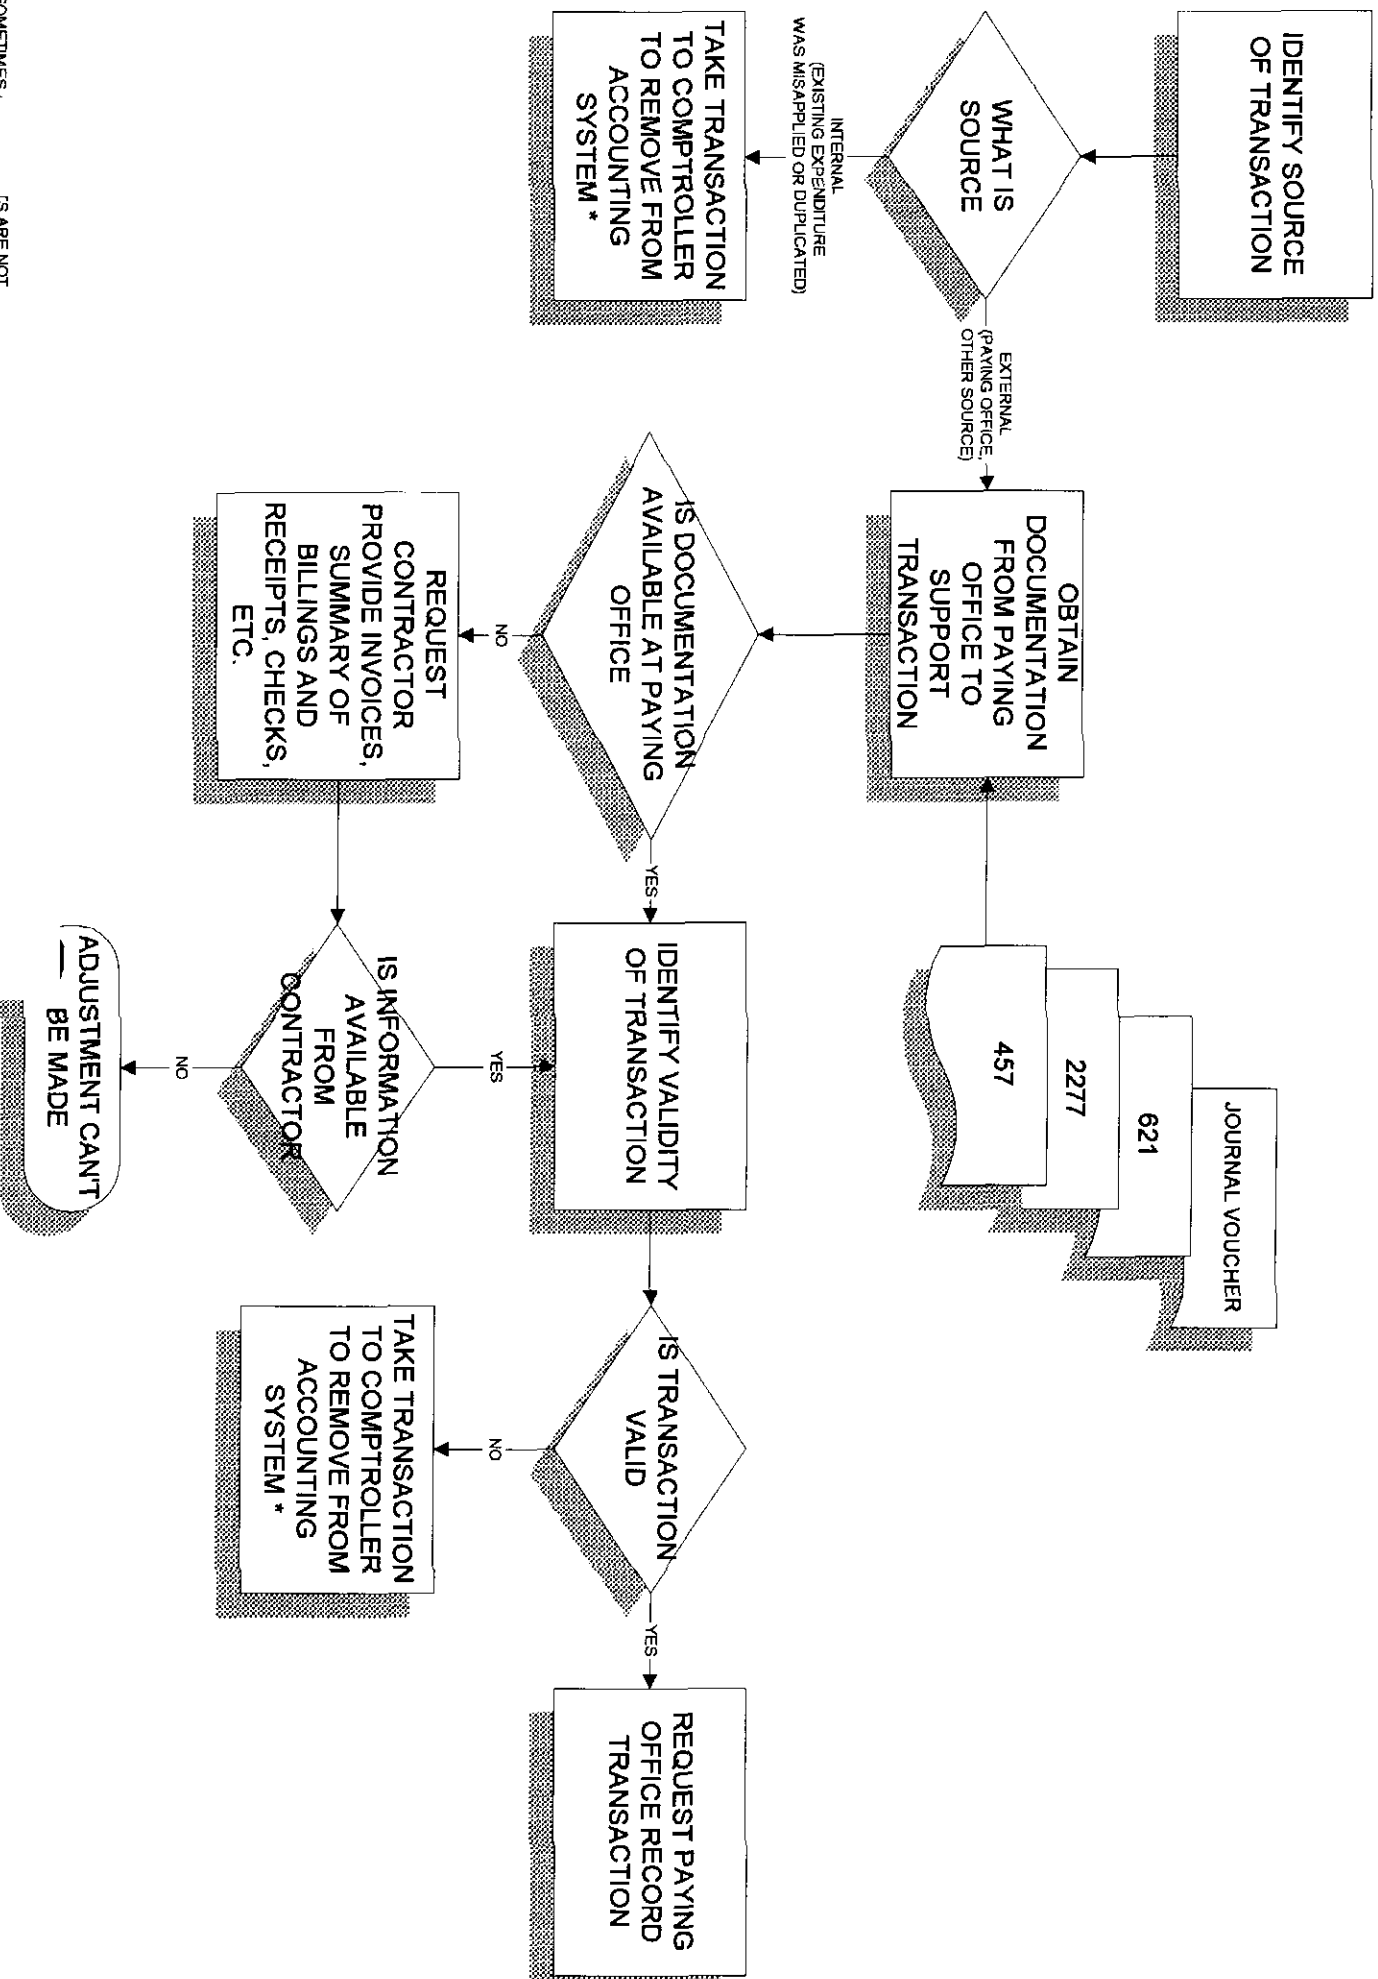 IDENTIFY SOURCE
OF TRANSACTION
WHAT IS
SOURCE
INTERNAL
(EXISTING EXPENDITURE
WAS MISAPPLIED OR DUPLICATED)
TAKE TRANSACTION
TO COMPTROLLER
TO REMOVE FROM
ACCOUNTING
SYSTEM *
EXTERNAL
(PAYING OFFICE,
OTHER SOURCE)
OBTAIN
DOCUMENTATION
FROM PAYING
OFFICE TO
SUPPORT
TRANSACTION
JOURNAL VOUCHER
621
2277
457
IS DOCUMENTATION
AVAILABLE AT PAYING
OFFICE
NO
REQUEST
CONTRACTOR
PROVIDE INVOICES,
SUMMARY OF
BILLINGS AND
RECEIPTS, CHECKS,
ETC.
YES
IDENTIFY VALIDITY
OF TRANSACTION
YES
IS INFORMATION
AVAILABLE
FROM
CONTRACTOR
NO
ADJUSTMENT CAN'T
BE MADE
IS TRANSACTION
VALID
NO
TAKE TRANSACTION
TO COMPTROLLER
TO REMOVE FROM
ACCOUNTING
SYSTEM *
YES
REQUEST PAYING
OFFICE RECORD
TRANSACTION
SOMETIMES ARE NOT